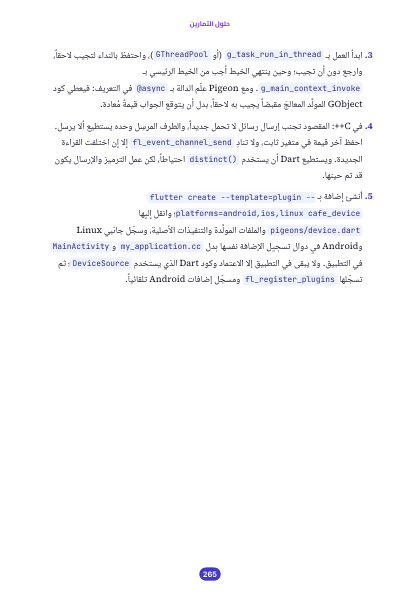 حلول التمارين
3. ابدأ العمل بـ g_task_run_in_thread (أو GThreadPool)، واحتفظ بالنداء لتجيب لاحقاً،
وارجع دون أن تجيب؛ وحين ينتهي الخيط أجب من الخيط الرئيسي بـ
g_main_context_invoke. ومع Pigeon علّم الدالة بـ @async في التعريف: فيعطي كود
GObject المولّد المعالجَ مقبضاً يجيب به لاحقاً، بدل أن يتوقع الجواب قيمةً مُعادة.
4. في C++: المقصود تجنب إرسال رسائل لا تحمل جديداً، والطرف المرسِل وحده يستطيع ألا يرسل.
احفظ آخر قيمة في متغير ثابت، ولا تنادِ fl_event_channel_send إلا إن اختلفت القراءة
الجديدة. ويستطيع Dart أن يستخدم distinct() احتياطاً، لكن عمل الترميز والإرسال يكون
قد تم حينها.
5. أنشئ إضافة بـ flutter create --template=plugin --
platforms=android,ios,linux cafe_device؛ وانقل إليها
pigeons/device.dart والملفات المولّدة والتنفيذات الأصلية، وسجّل جانبي Linux
وAndroid في دوال تسجيل الإضافة نفسها بدل my_application.cc و MainActivity
في التطبيق. ولا يبقى في التطبيق إلا الاعتماد وكود Dart الذي يستخدم DeviceSource؛ ثم
تسجّلها fl_register_plugins ومسجّل إضافات Android تلقائياً.
265